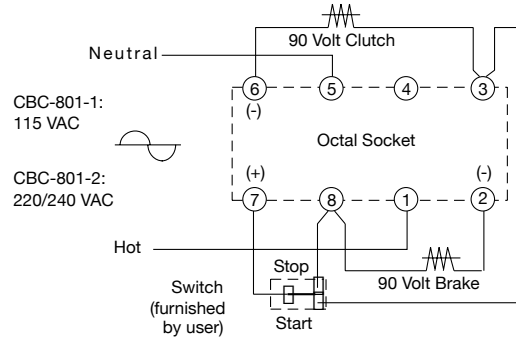 90 Volt Clutch
Neutral
6
5
4
3
(-)
CBC-801-1:
115 VAC
Octal Socket
CBC-801-2:
220/240 VAC
(+)
(-)
7
8
1
2
Hot
Stop
90 Volt Brake
Switch
(furnished
by user)
Start